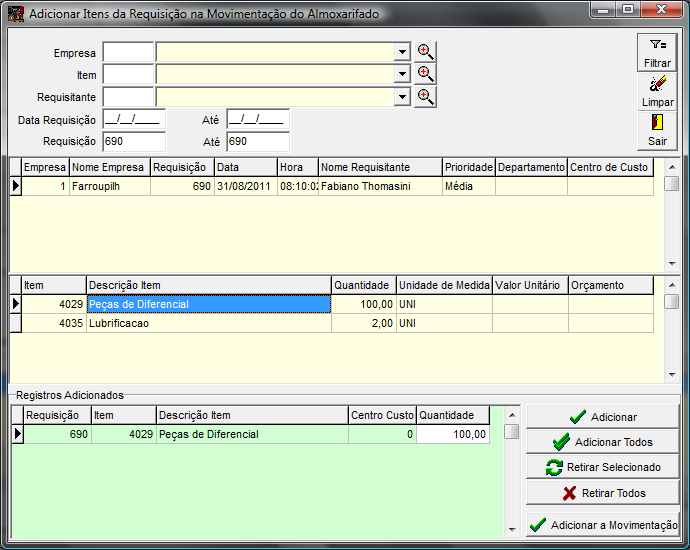 Adicionar Itens da Requisição na Movimentação do Almoxarifado
Empresa
Item
Requisitante
Data Requisição __/__/____ Até __/__/____
Requisição 690 Até 690
Filtrar
Limpar
Sair
Empresa Nome Empresa Requisição Data Hora Nome Requisitante Prioridade Departamento Centro de Custo
1 Farroupilh 690 31/08/2011 08:10:02 Fabiano Thomasini Média
Item Descrição Item Quantidade Unidade de Medida Valor Unitário Orçamento
4029 Peças de Diferencial 100,00 UNI
4035 Lubrificacao 2,00 UNI
Registros Adicionados
Requisição Item Descrição Item Centro Custo Quantidade
690 4029 Peças de Diferencial 0 100,00
Adicionar
Adicionar Todos
Retirar Selecionado
Retirar Todos
Adicionar a Movimentação